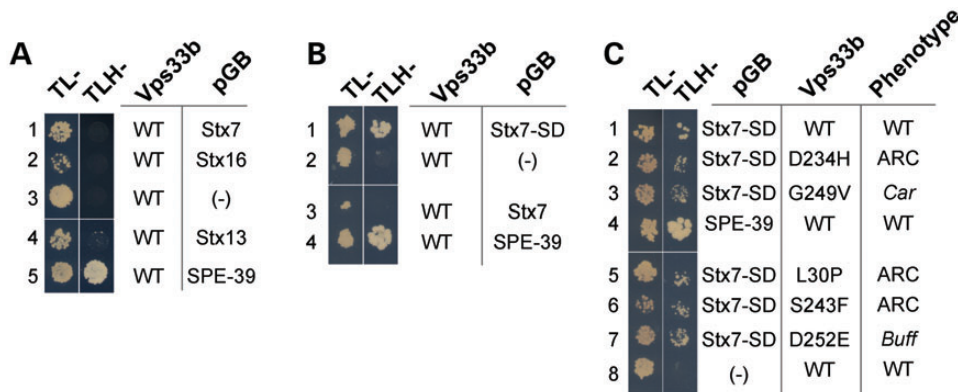 A
TL- TLH- Vps33b pGB
1 WT Stx7
2 WT Stx16
3 WT (-)
4 WT Stx13
5 WT SPE-39
B
TL- TLH- Vps33b pGB
1 WT Stx7-SD
2 WT (-)
3 WT Stx7
4 WT SPE-39
C
TL- TLH- pGB Vps33b Phenotype
1 Stx7-SD WT WT
2 Stx7-SD D234H ARC
3 Stx7-SD G249V Car
4 SPE-39 WT WT
5 Stx7-SD L30P ARC
6 Stx7-SD S243F ARC
7 Stx7-SD D252E Buff
8 (-) WT WT